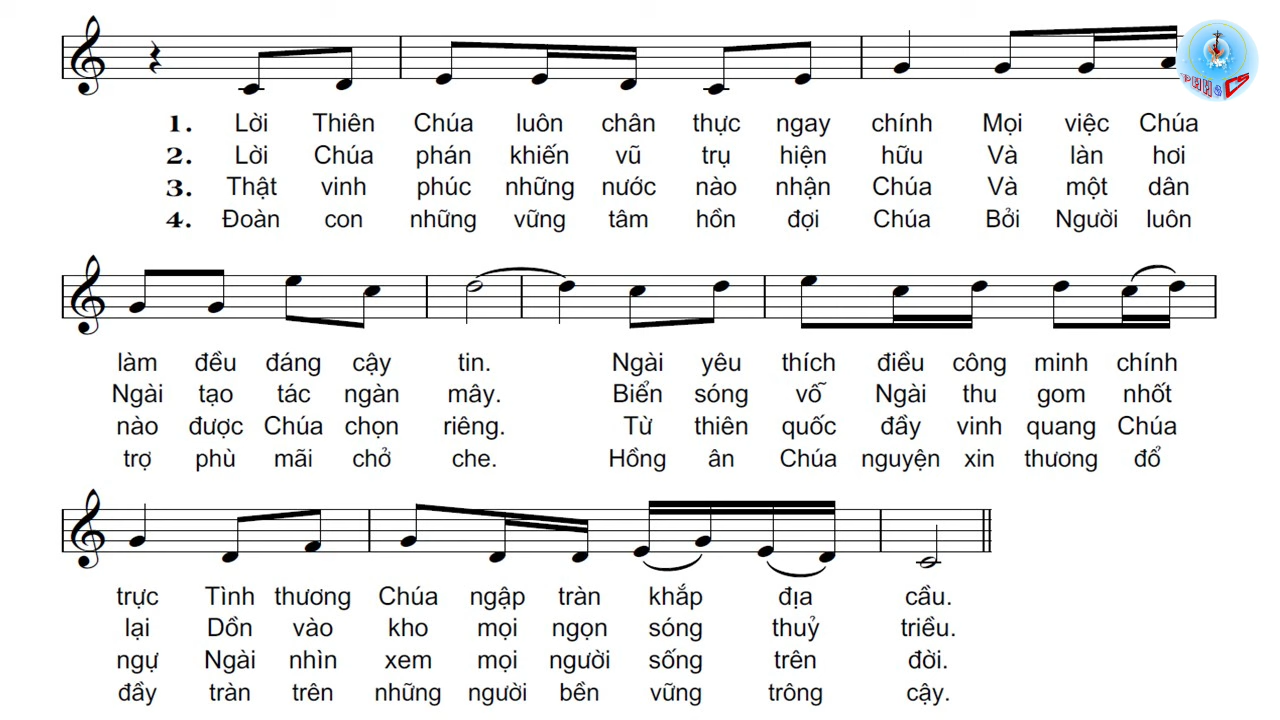 1. Lời Thiên Chúa luôn chân thực ngay chính Mọi việc Chúa
2. Lời Chúa phán khiến vũ trụ hiện hữu Và làn hơi
3. Thật vinh phúc những nước nào nhận Chúa Và một dân
4. Đoàn con những vững tâm hồn đợi Chúa Bởi Người luôn
làm đều đáng cậy tin. Ngài yêu thích điều công minh chính
Ngài tạo tác ngàn mây. Biển sóng vỗ Ngài thu gom nhốt
nào được Chúa chọn riêng. Từ thiên quốc đầy vinh quang Chúa
trợ phù mãi chở che. Hồng ân Chúa nguyện xin thương đổ
trực Tình thương Chúa ngập tràn khắp địa cầu.
lại Dồn vào kho mọi ngọn sóng thuỷ triều.
ngự Ngài nhìn xem mọi người sống trên đời.
đầy tràn trên những người bền vững trông cậy.